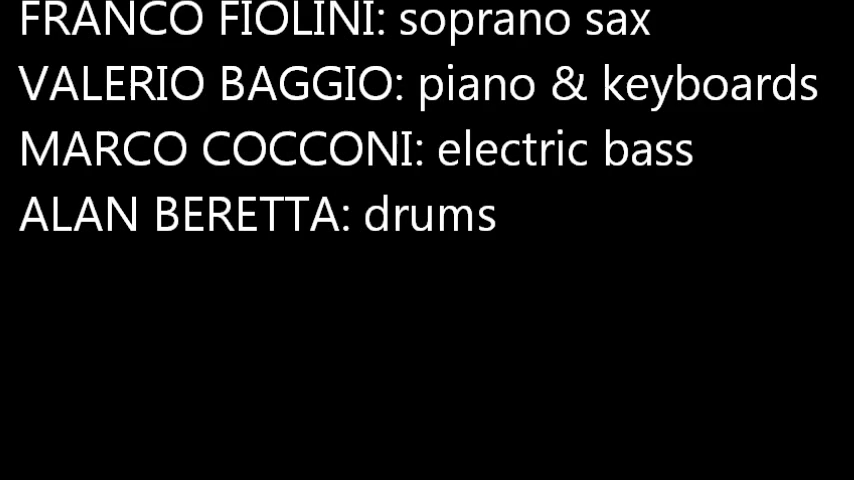 FRANCO FIOLINI: soprano sax
VALERIO BAGGIO: piano & keyboards
MARCO COCCONI: electric bass
ALAN BERETTA: drums